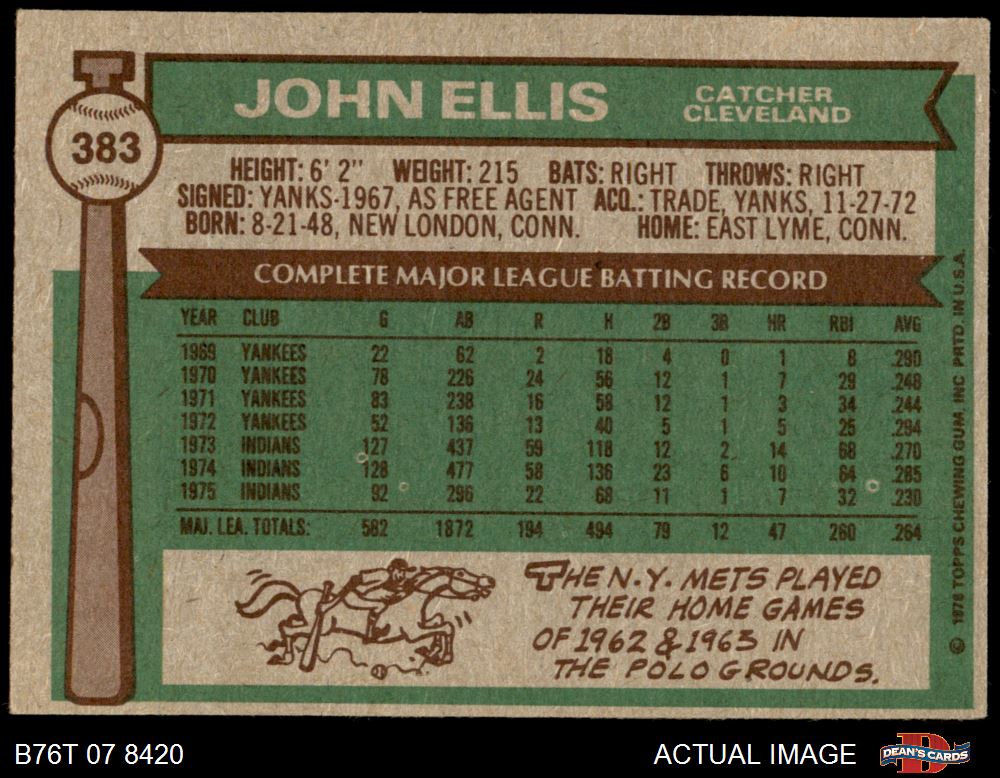 JOHN ELLIS
CATCHER
CLEVELAND
383
HEIGHT: 6' 2" WEIGHT: 215 BATS: RIGHT THROWS: RIGHT
SIGNED: YANKS-1967, AS FREE AGENT ACQ.: TRADE, YANKS, 11-27-72
BORN: 8-21-48, NEW LONDON, CONN. HOME: EAST LYME, CONN.
COMPLETE MAJOR LEAGUE BATTING RECORD
YEAR CLUB G AB R H 2B 3B HR RBI AVG
1969 YANKEES 22 62 2 18 4 0 1 8 .290
1970 YANKEES 78 226 24 56 12 1 7 29 .248
1971 YANKEES 83 238 16 58 12 1 3 34 .244
1972 YANKEES 52 136 13 40 5 1 5 25 .294
1973 INDIANS 127 437 59 118 12 2 14 68 .270
1974 INDIANS 128 477 58 136 23 6 10 64 .285
1975 INDIANS 92 296 22 68 11 1 7 32 .230
MAJ. LEA. TOTALS: 582 1872 194 494 79 12 47 260 .264
THE N.Y. METS PLAYED
THEIR HOME GAMES
OF 1962 & 1963 IN
THE POLO GROUNDS.
© 1976 TOPPS CHEWING GUM, INC PRTD. IN U.S.A.
B76T 07 8420
ACTUAL IMAGE
D
DEAN'S CARDS